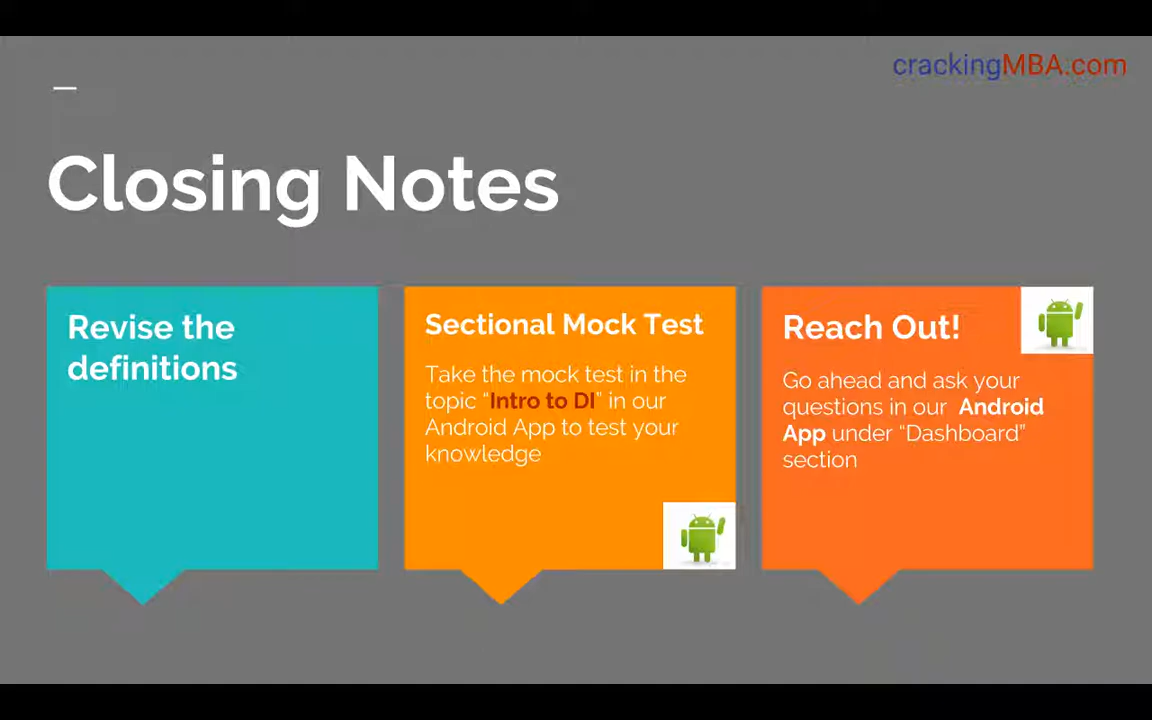 crackingMBA.com
Closing Notes
Revise the
definitions
Sectional Mock Test
Take the mock test in the
topic “Intro to DI” in our
Android App to test your
knowledge
Reach Out!
Go ahead and ask your
questions in our Android
App under “Dashboard”
section